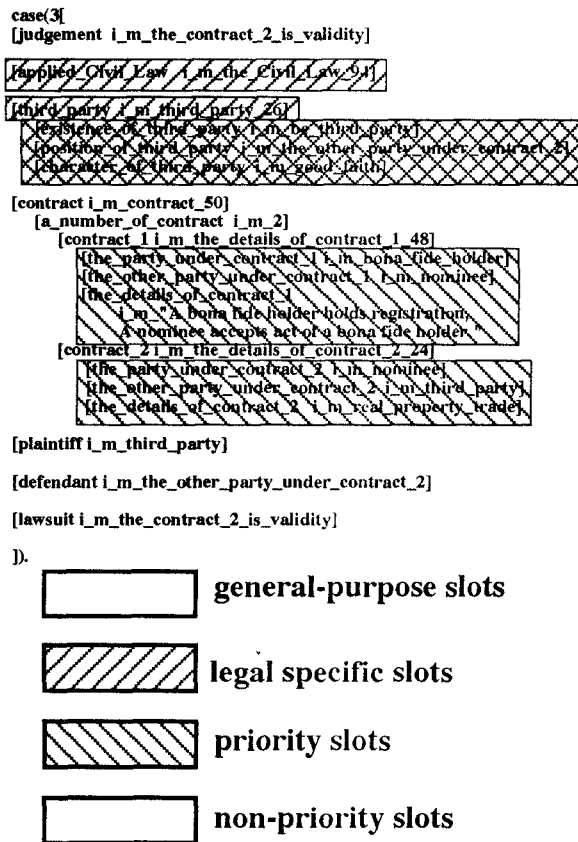 case(3[
[judgement i_m_the_contract_2_is_validity]
[applied_Civil_Law i_m_the_Civil_Law_94]
[third_party i_m_third_party_26]
[existence_of_third_party i_m_be_third_party]
[position_of_third_party i_m_the_other_party_under_contract_2]
[character_of_third_party i_m_good_faith]
[contract i_m_contract_50]
[a_number_of_contract i_m_2]
[contract_1 i_m_the_details_of_contract_1_48]
[the_party_under_contract_1 i_m_bona_fide_holder]
[the_other_party_under_contract_1 i_m_nominee]
[the_details_of_contract_1
i_m_"A bona fide holder holds registration,
A nominee accepts act of a bona fide holder."
[contract_2 i_m_the_details_of_contract_2_24]
[the_party_under_contract_2 i_m_nominee]
[the_other_party_under_contract_2 i_m_third_party]
[the_details_of_contract_2 i_m_real_property_trade]
[plaintiff i_m_third_party]
[defendant i_m_the_other_party_under_contract_2]
[lawsuit i_m_the_contract_2_is_validity]
]).
general-purpose slots
legal specific slots
priority slots
non-priority slots